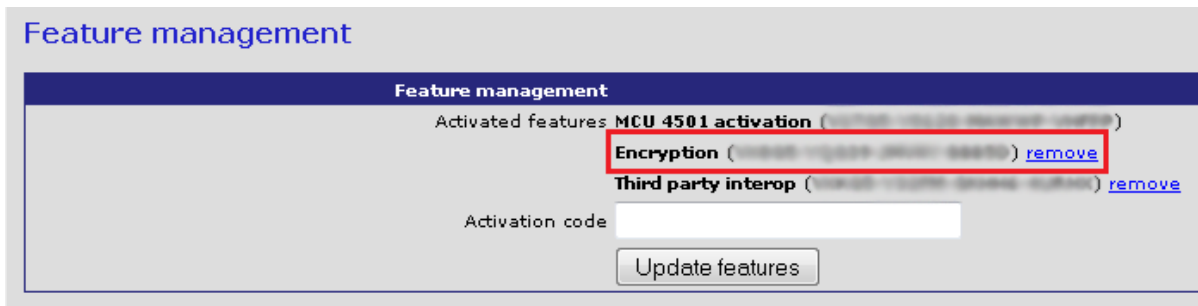 Feature management
Feature management
Activated features MCU 4501 activation ( )
Encryption ( ) remove
Third party interop ( ) remove
Activation code
Update features